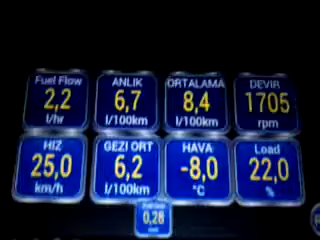 Fuel Flow ANLIK ORTALAMA DEVIR
2,2 6,7 8,4 1705
l/hr l/100km l/100km rpm
HIZ GEZI ORT HAVA Load
25,0 6,2 -8,0 22,0
km/h l/100km °C %
0,28